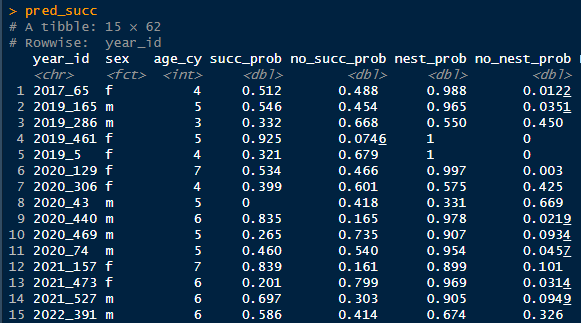 > pred_succ
# A tibble: 15 × 62
# Rowwise:  year_id
   year_id  sex   age_cy succ_prob no_succ_prob nest_prob no_nest_prob
   <chr>    <fct>  <int>     <dbl>        <dbl>     <dbl>        <dbl>
 1 2017_65  f          4     0.512       0.488      0.988       0.0122
 2 2019_165 m          5     0.546       0.454      0.965       0.0351
 3 2019_286 m          3     0.332       0.668      0.550       0.450
 4 2019_461 f          5     0.925       0.0746     1           0
 5 2019_5   f          4     0.321       0.679      1           0
 6 2020_129 f          7     0.534       0.466      0.997       0.003
 7 2020_306 f          4     0.399       0.601      0.575       0.425
 8 2020_43  m          5     0           0.418      0.331       0.669
 9 2020_440 m          6     0.835       0.165      0.978       0.0219
10 2020_469 m          5     0.265       0.735      0.907       0.0934
11 2020_74  m          5     0.460       0.540      0.954       0.0457
12 2021_157 f          7     0.839       0.161      0.899       0.101
13 2021_473 f          6     0.201       0.799      0.969       0.0314
14 2021_527 m          6     0.697       0.303      0.905       0.0949
15 2022_391 m          6     0.586       0.414      0.674       0.326